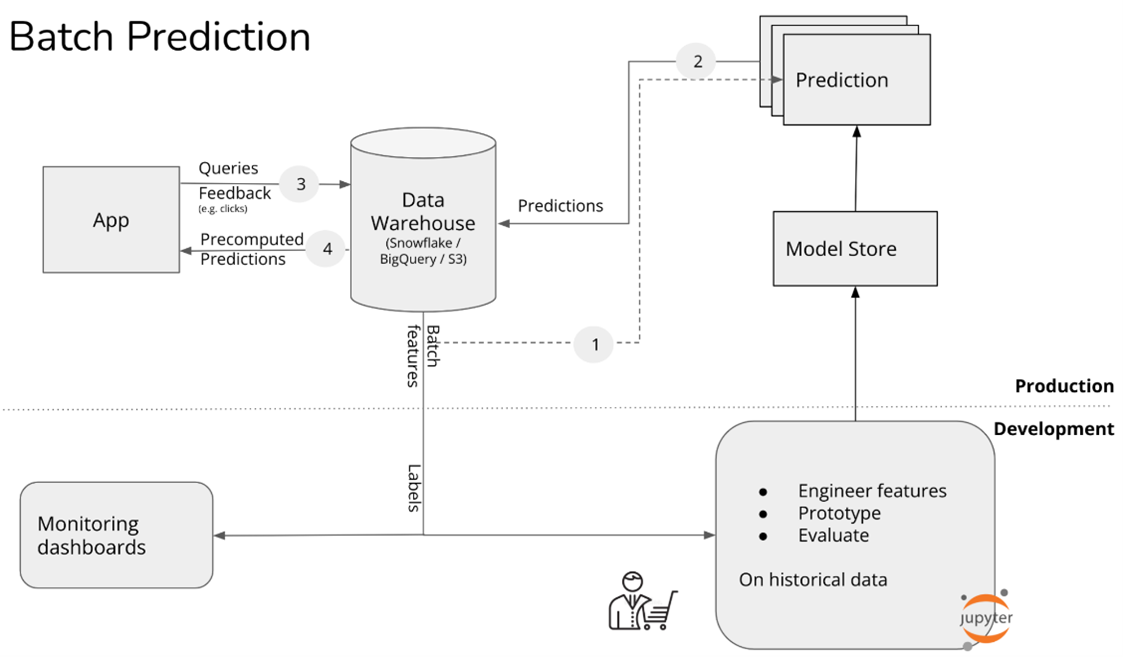 Batch Prediction
2
Prediction
Queries
3
Feedback
(e.g. clicks)
App
Precomputed
4
Predictions
Data
Warehouse
(Snowflake /
BigQuery / S3)
Predictions
Model Store
Batch
features
1
Production
Development
Labels
Monitoring
dashboards
● Engineer features
● Prototype
● Evaluate
On historical data
jupyter